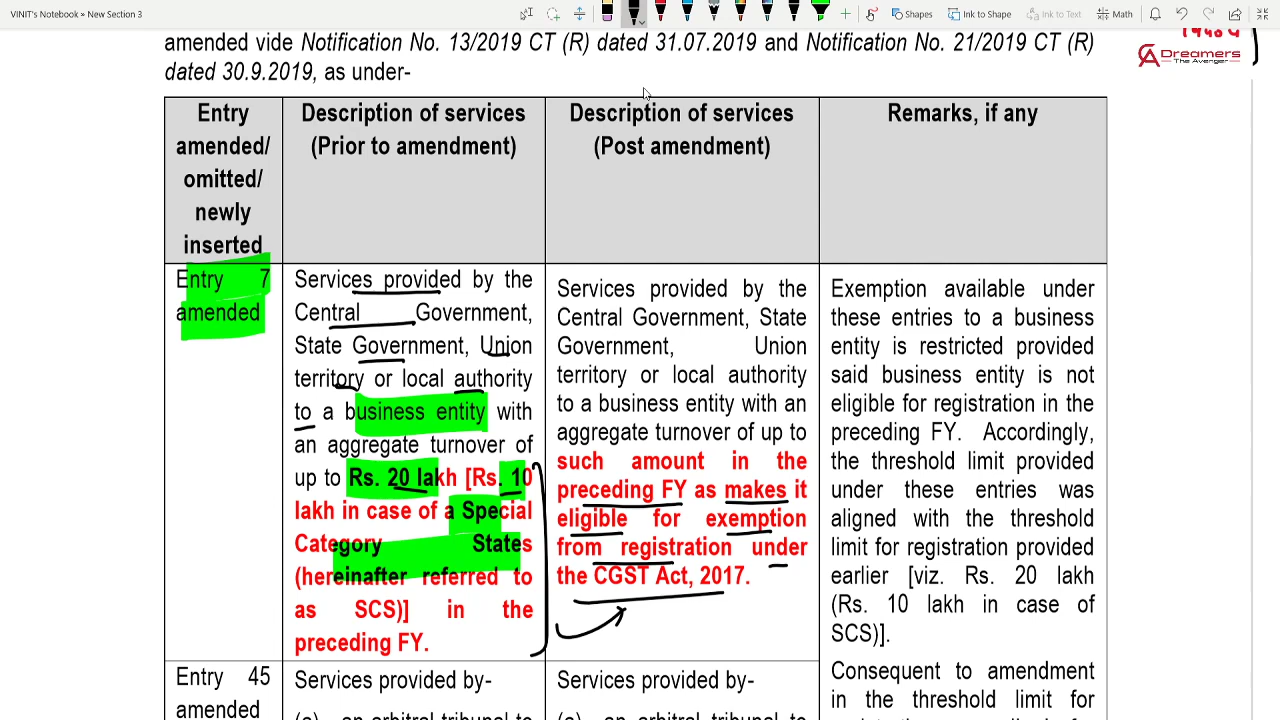 VINIT's Notebook » New Section 3
Shapes
Ink to Shape
Ink to Text
Math
amended vide Notification No. 13/2019 CT (R) dated 31.07.2019 and Notification No. 21/2019 CT (R)
dated 30.9.2019, as under-
Dreamers
The Avenger
Entry
amended/
omitted/
newly
inserted
Description of services
(Prior to amendment)
Description of services
(Post amendment)
Remarks, if any
Entry 7
amended
Services provided by the
Central Government,
State Government, Union
territory or local authority
to a business entity with
an aggregate turnover of
up to Rs. 20 lakh [Rs. 10
lakh in case of a Special
Category States
(hereinafter referred to
as SCS)] in the
preceding FY.
Services provided by the
Central Government, State
Government, Union
territory or local authority
to a business entity with an
aggregate turnover of up to
such amount in the
preceding FY as makes it
eligible for exemption
from registration under
the CGST Act, 2017.
Exemption available under
these entries to a business
entity is restricted provided
said business entity is not
eligible for registration in the
preceding FY. Accordingly,
the threshold limit provided
under these entries was
aligned with the threshold
limit for registration provided
earlier [viz. Rs. 20 lakh
(Rs. 10 lakh in case of
SCS)].
Consequent to amendment
in the threshold limit for
Entry 45
amended
Services provided by-
(a) an arbitral tribunal to
Services provided by-
(a) an arbitral tribunal to